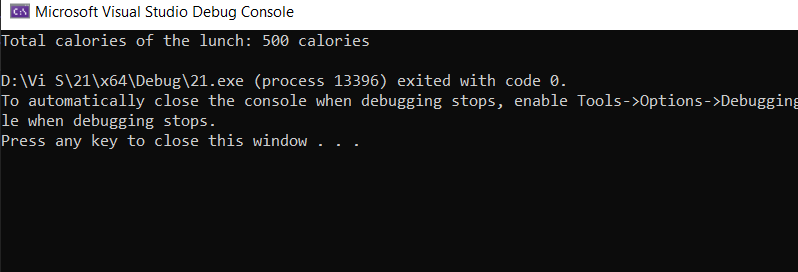 C:\
Microsoft Visual Studio Debug Console
Total calories of the lunch: 500 calories
D:\Vi S\21\x64\Debug\21.exe (process 13396) exited with code 0.
To automatically close the console when debugging stops, enable Tools->Options->Debugging
le when debugging stops.
Press any key to close this window . . .